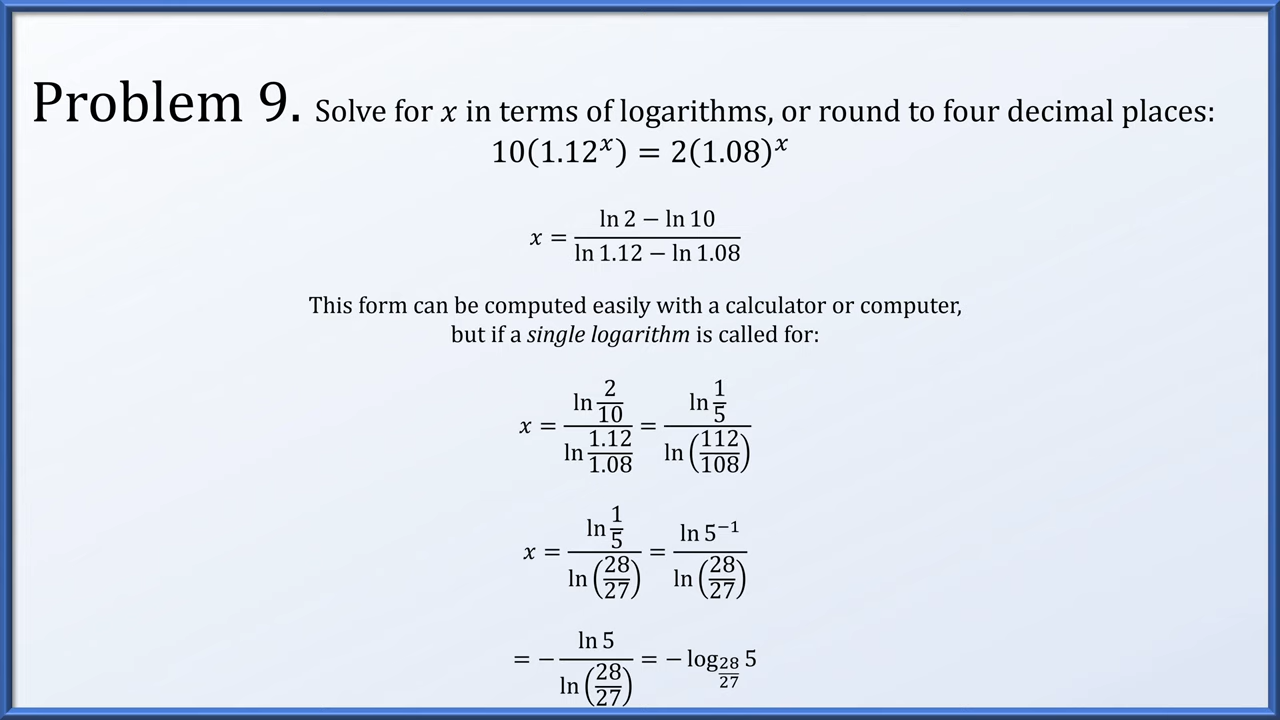 Problem 9. Solve for x in terms of logarithms, or round to four decimal places:
10(1.12^x) = 2(1.08)^x
x = (ln 2 − ln 10)/(ln 1.12 − ln 1.08)
This form can be computed easily with a calculator or computer,
but if a single logarithm is called for:
x = (ln 2/10)/(ln 1.12/1.08) = (ln 1/5)/(ln (112/108))
x = (ln 1/5)/(ln (28/27)) = (ln 5^−1)/(ln (28/27))
= − (ln 5)/(ln (28/27)) = − log_(28/27) 5